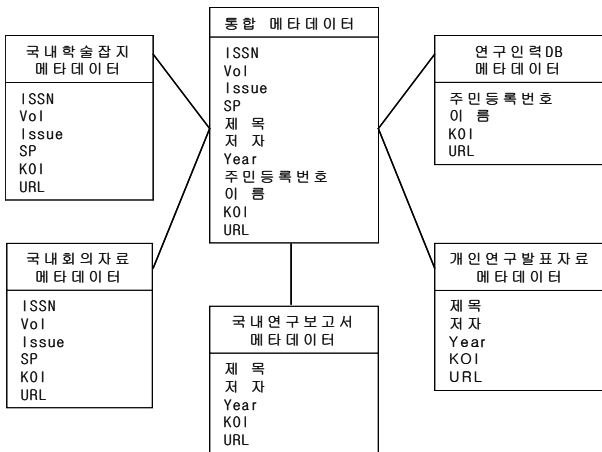 국내학술잡지
메타데이터
ISSN
Vol
Issue
SP
KOI
URL
통합 메타데이터
ISSN
Vol
Issue
SP
제 목
저 자
Year
주민등록번호
이 름
KOI
URL
연구인력DB
메타데이터
주민등록번호
이 름
KOI
URL
국내회의자료
메타데이터
ISSN
Vol
Issue
SP
KOI
URL
국내연구보고서
메타데이터
제 목
저 자
Year
KOI
URL
개인연구발표자료
메타데이터
제목
저자
Year
KOI
URL